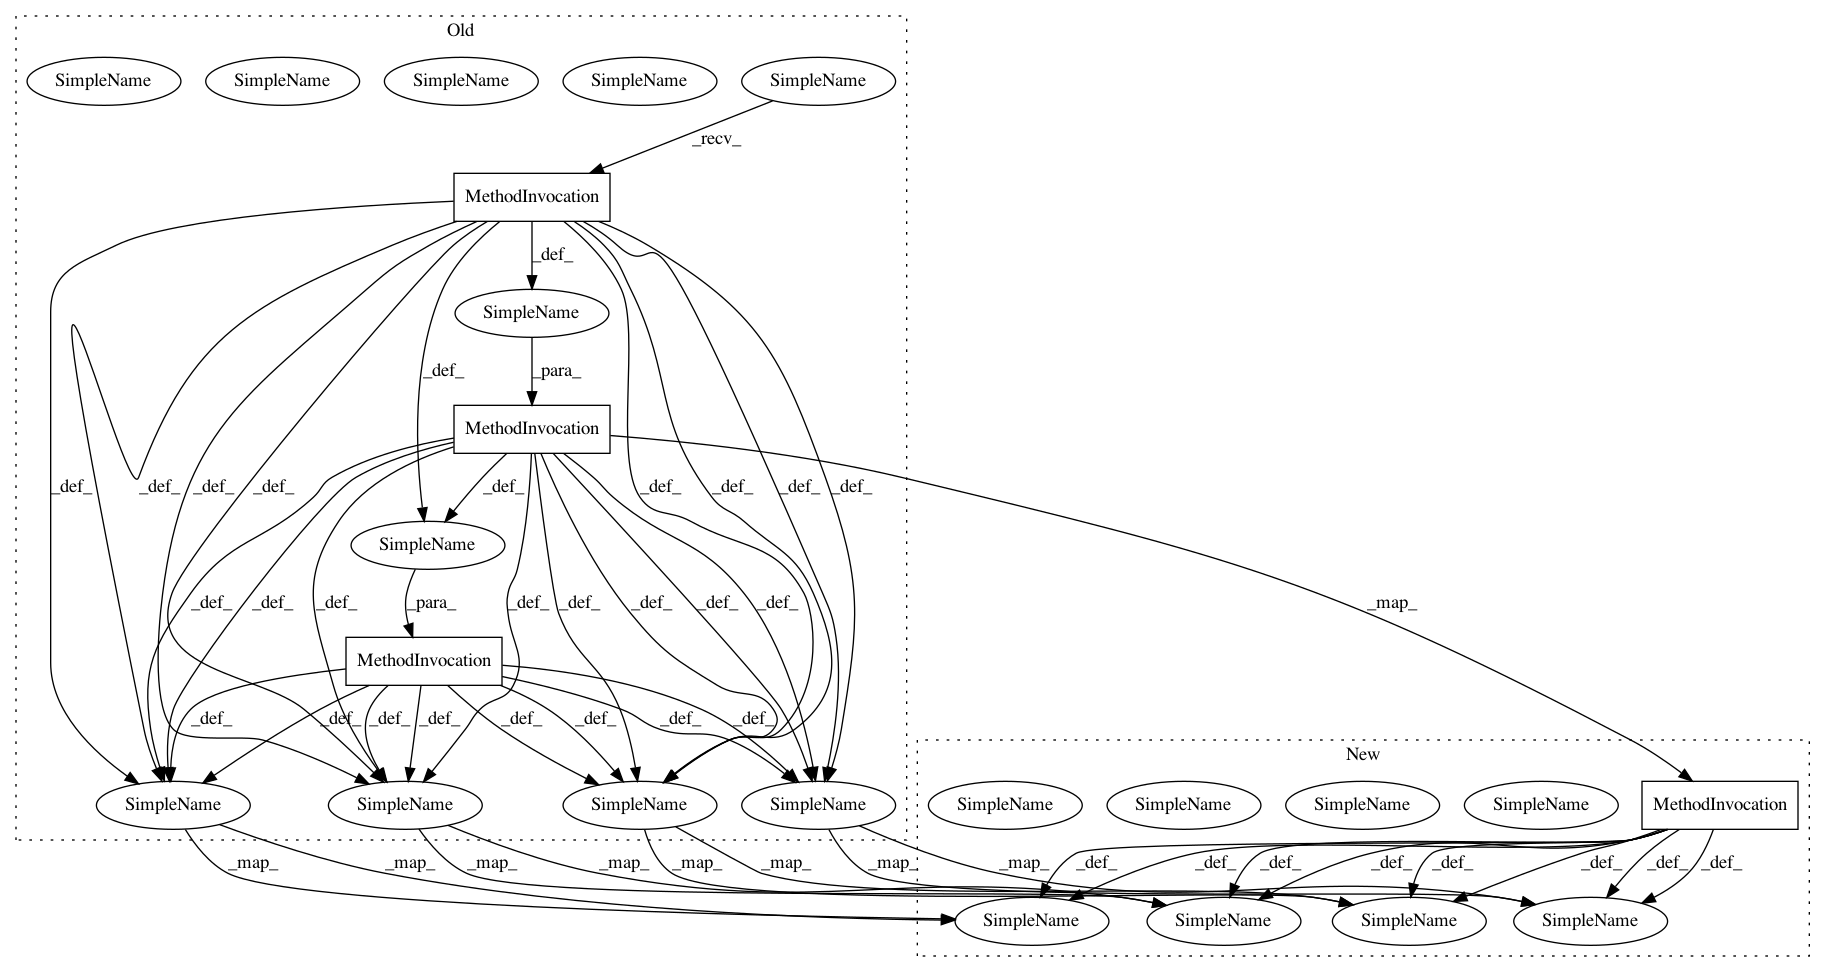 Old
SimpleName SimpleName SimpleName SimpleName SimpleName
_recv_
MethodInvocation
_def_
SimpleName
_def_ _para_
MethodInvocation
_def_ _def_ _def_ _def_ _def_ _def_ _def_ _def_ _def_
SimpleName
_def_ _def_ _def_ _para_ _def_ _def_ _def_ _def_ _def_ _map_
MethodInvocation
_def_ _def_ _def_ _def_ _def_ _def_ _def_ _def_
New
SimpleName SimpleName SimpleName SimpleName SimpleName SimpleName SimpleName SimpleName MethodInvocation
_map_ _map_ _map_ _map_ _map_ _map_ _map_ _map_ _def_ _def_ _def_ _def_ _def_ _def_ _def_ _def_
SimpleName SimpleName SimpleName SimpleName